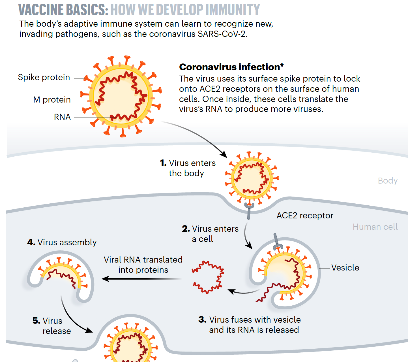 VACCINE BASICS: HOW WE DEVELOP IMMUNITY
The body's adaptive immune system can learn to recognize new,
invading pathogens, such as the coronavirus SARS-CoV-2.
Coronavirus infection*
The virus uses its surface spike protein to lock
onto ACE2 receptors on the surface of human
cells. Once inside, these cells translate the
virus's RNA to produce more viruses.
Spike protein
M protein
RNA
1. Virus enters
the body
Body
ACE2 receptor
Human cell
2. Virus enters
a cell
4. Virus assembly
Viral RNA translated
into proteins
Vesicle
3. Virus fuses with vesicle
and its RNA is released
5. Virus
release